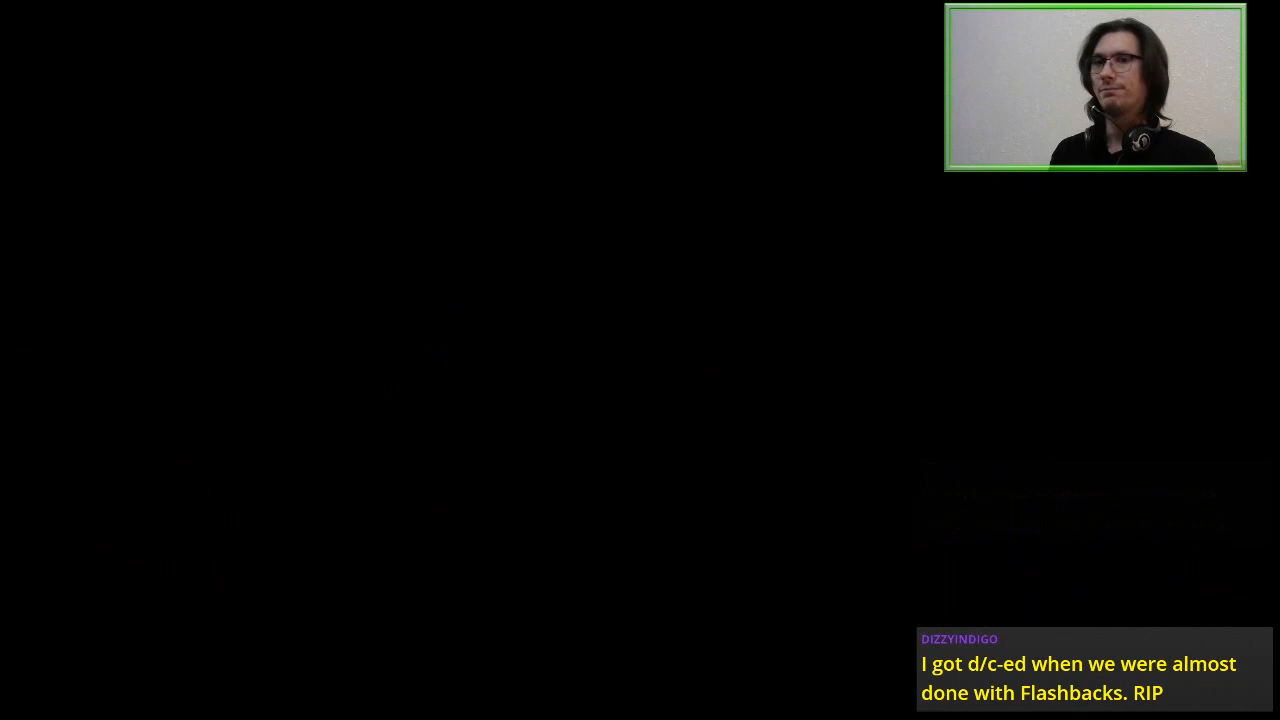 DIZZYINDIGO
I got d/c-ed when we were almost
done with Flashbacks. RIP